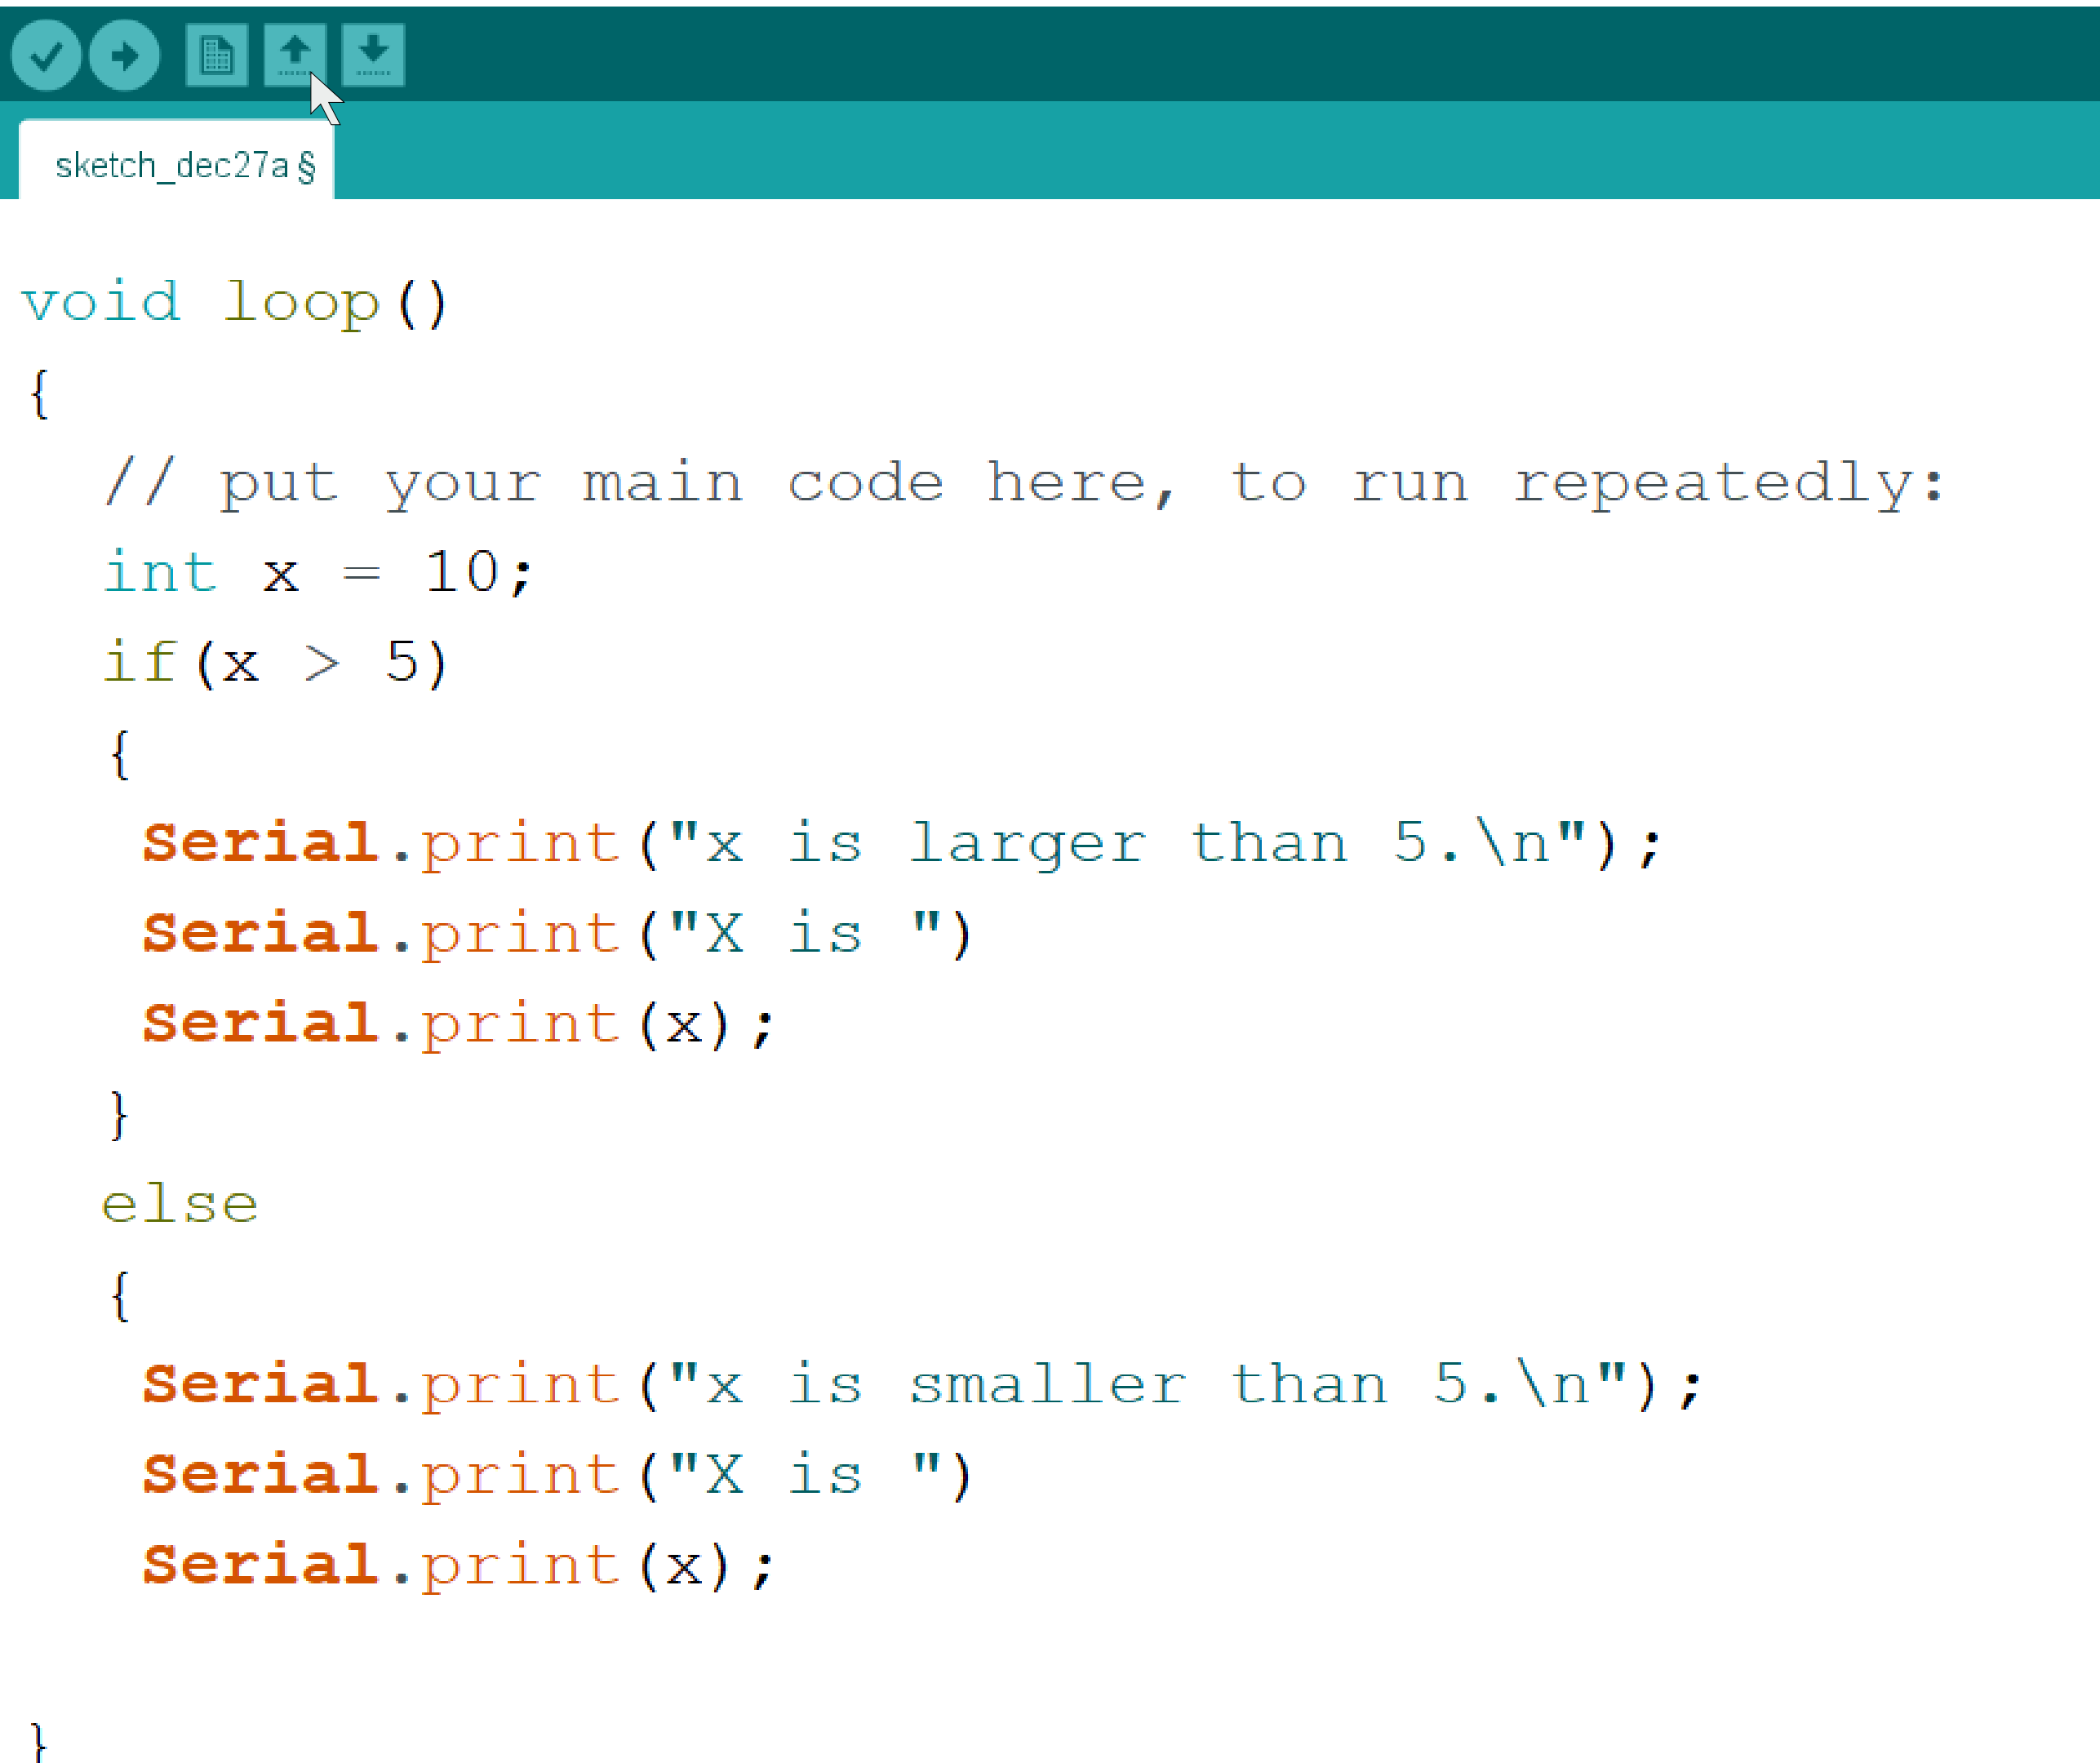 sketch_dec27a §
void loop()
{
// put your main code here, to run repeatedly:
int x = 10;
if(x > 5)
{
Serial.print("x is larger than 5.\n");
Serial.print("X is ")
Serial.print(x);
}
else
{
Serial.print("x is smaller than 5.\n");
Serial.print("X is ")
Serial.print(x);
}